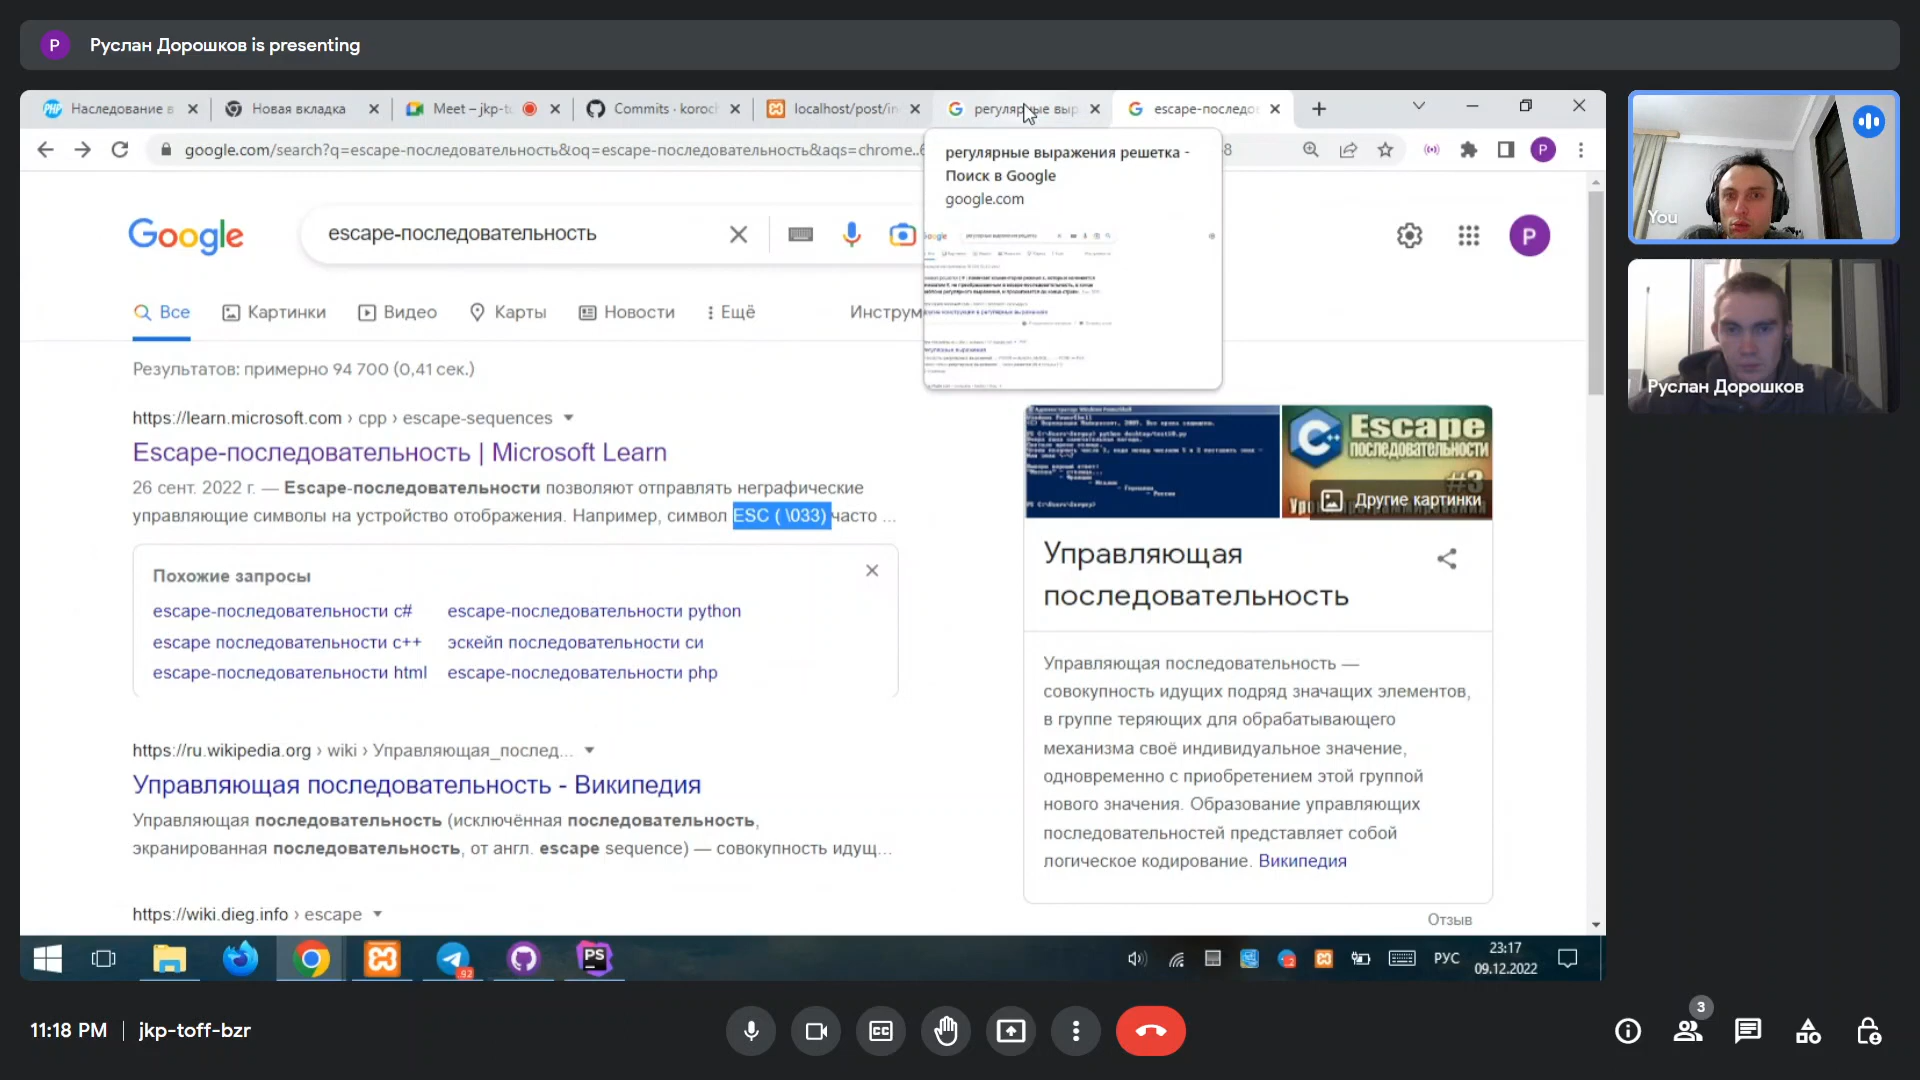 P
Руслан Дорошков is presenting
Наследование в
Новая вкладка
Meet – jkp-t
Commits · koroch
localhost/post/in
регулярные выр
escape-последо
google.com/search?q=escape-последовательность&oq=escape-последовательность&aqs=chrome..6
8
P
регулярные выражения решетка -
Поиск в Google
google.com
Google
escape-последовательность
P
Все
Картинки
Видео
Карты
Новости
Ещё
Инструм
Результатов: примерно 94 700 (0,41 сек.)
https://learn.microsoft.com › cpp › escape-sequences
Escape-последовательность | Microsoft Learn
26 сент. 2022 г. — Escape-последовательности позволяют отправлять неграфические
управляющие символы на устройство отображения. Например, символ ESC ( \033) часто ...
Похожие запросы
escape-последовательности c#
escape-последовательности python
escape последовательности c++
эскейп последовательности си
escape-последовательности html
escape-последовательности php
https://ru.wikipedia.org › wiki › Управляющая_послед...
Управляющая последовательность - Википедия
Управляющая последовательность (исключённая последовательность,
экранированная последовательность, от англ. escape sequence) — совокупность идущ...
https://wiki.dieg.info › escape
C++
Escape
последовательности
#3
Другие картинки
Управляющая
последовательность
Управляющая последовательность —
совокупность идущих подряд значащих элементов,
в группе теряющих для обрабатывающего
механизма своё индивидуальное значение,
одновременно с приобретением этой группой
нового значения. Образование управляющих
последовательностей представляет собой
логическое кодирование. Википедия
Отзыв
You
Руслан Дорошков
92
PS
РУС
23:17
09.12.2022
11:18 PM
jkp-toff-bzr
CC
3